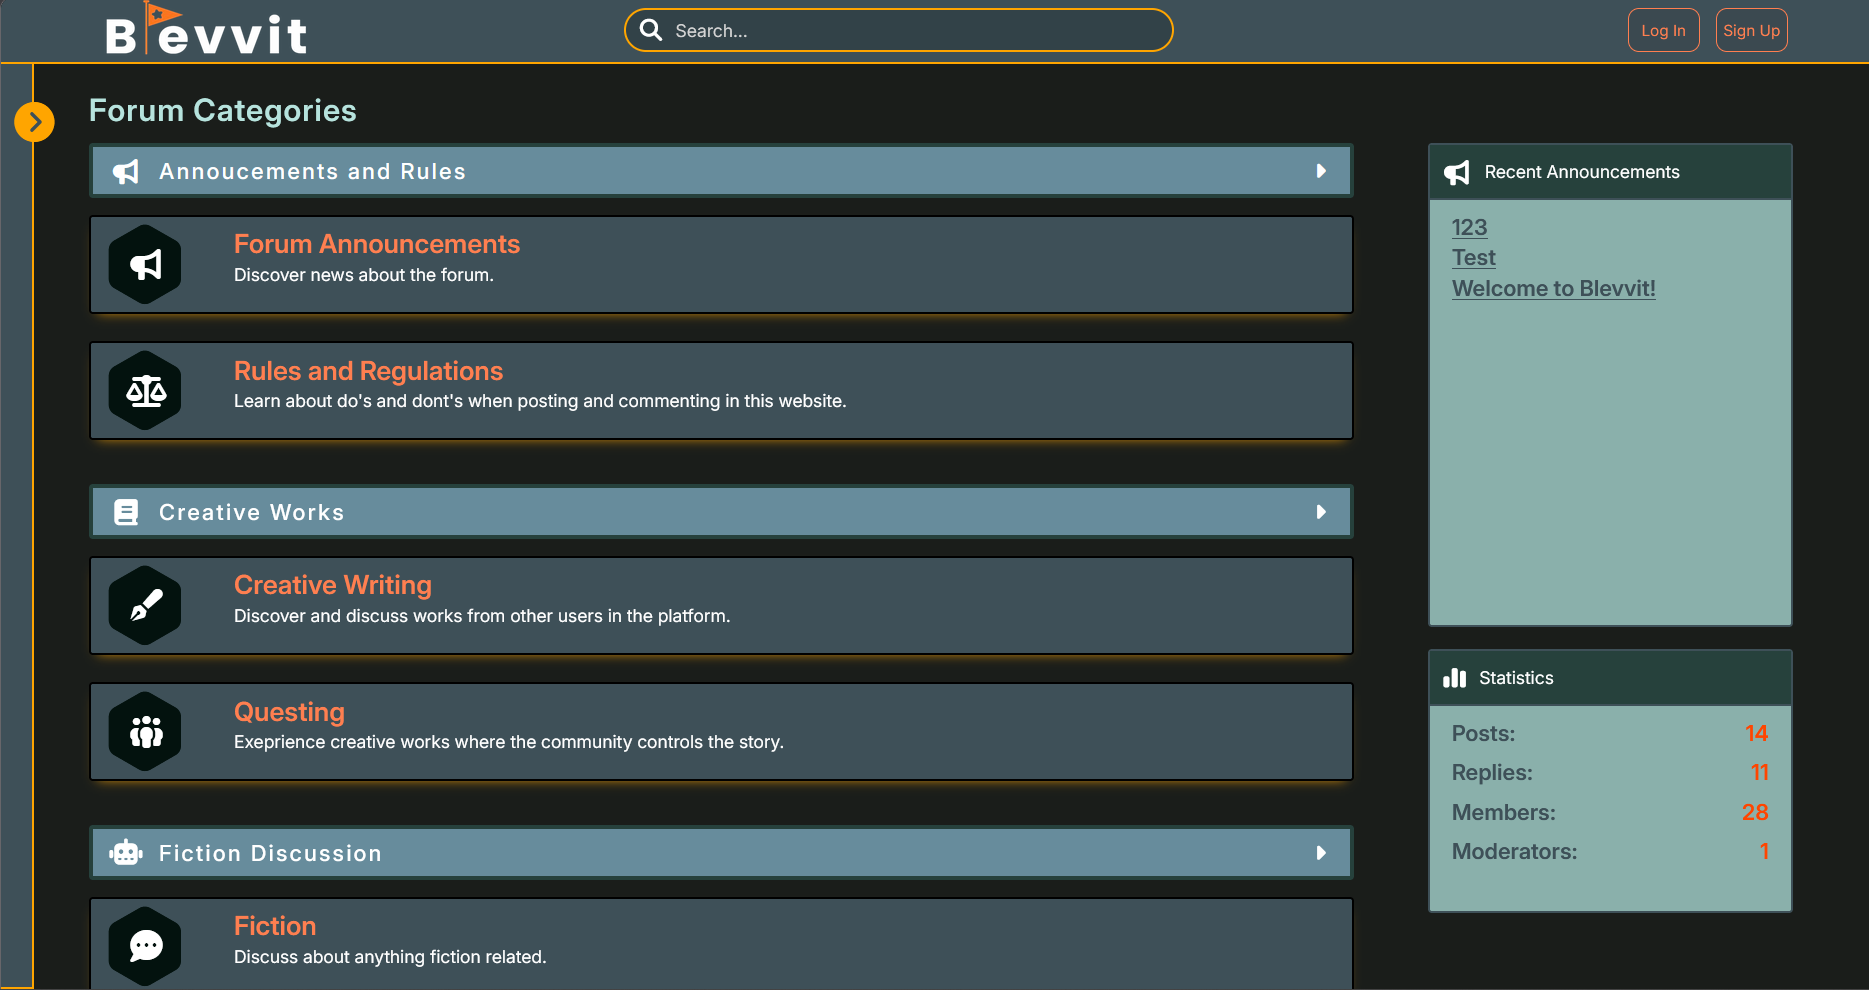 Blevvit
Search...
Log In
Sign Up
Forum Categories
Annoucements and Rules
Forum Announcements
Discover news about the forum.
Rules and Regulations
Learn about do's and dont's when posting and commenting in this website.
Creative Works
Creative Writing
Discover and discuss works from other users in the platform.
Questing
Exeprience creative works where the community controls the story.
Fiction Discussion
Fiction
Discuss about anything fiction related.
Recent Announcements
123
Test
Welcome to Blevvit!
Statistics
Posts: 14
Replies: 11
Members: 28
Moderators: 1